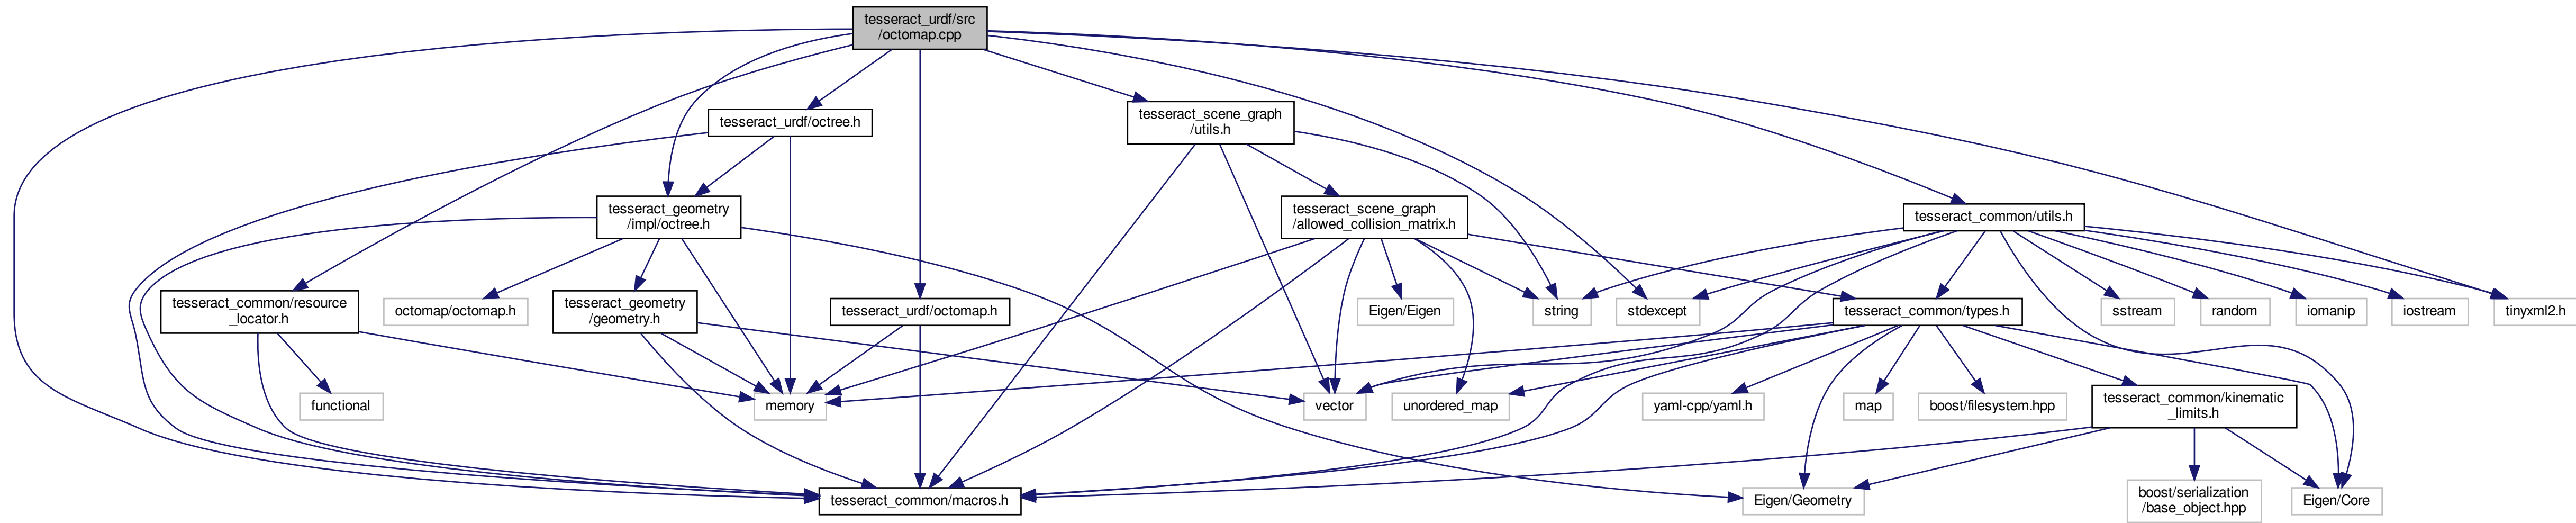 tesseract_urdf/src
/octomap.cpp
tesseract_urdf/octree.h
tesseract_scene_graph
/utils.h
tesseract_geometry
/impl/octree.h
tesseract_scene_graph
/allowed_collision_matrix.h
tesseract_common/utils.h
tesseract_common/resource
_locator.h
octomap/octomap.h
tesseract_geometry
/geometry.h
tesseract_urdf/octomap.h
Eigen/Eigen
string
stdexcept
tesseract_common/types.h
sstream
random
iomanip
iostream
tinyxml2.h
functional
memory
vector
unordered_map
yaml-cpp/yaml.h
map
boost/filesystem.hpp
tesseract_common/kinematic
_limits.h
tesseract_common/macros.h
Eigen/Geometry
boost/serialization
/base_object.hpp
Eigen/Core